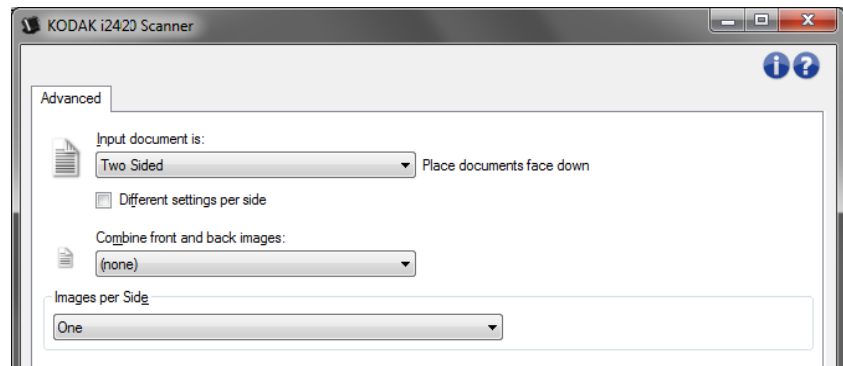 KODAK i2420 Scanner
Advanced
Input document is:
Two Sided
Place documents face down
Different settings per side
Combine front and back images:
(none)
Images per Side
One